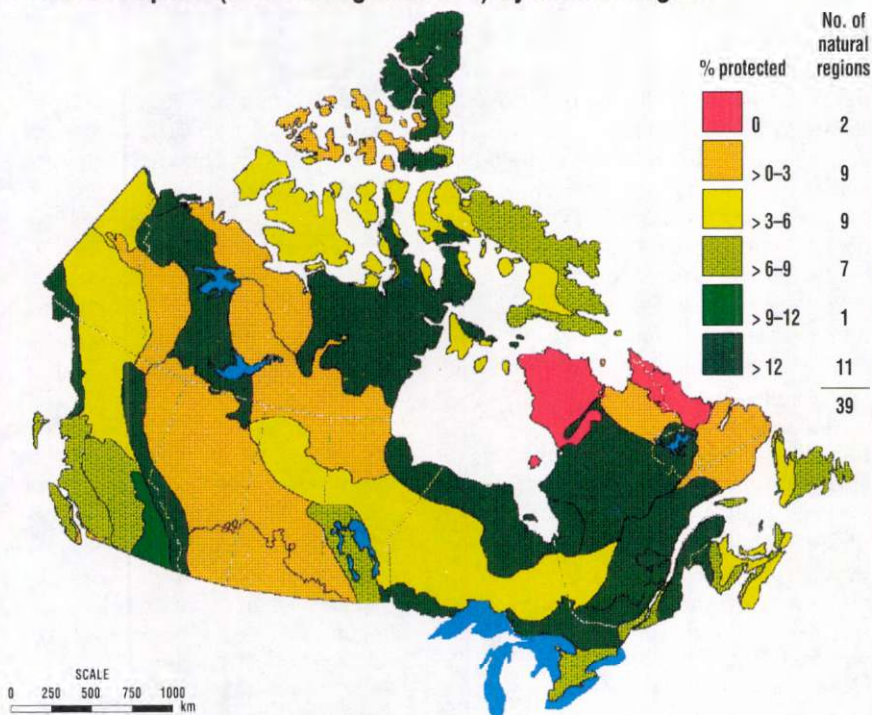 No. of
natural
% protected regions
0 2
> 0–3 9
> 3–6 9
> 6–9 7
> 9–12 1
> 12 11
39
SCALE
0 250 500 750 1000
km